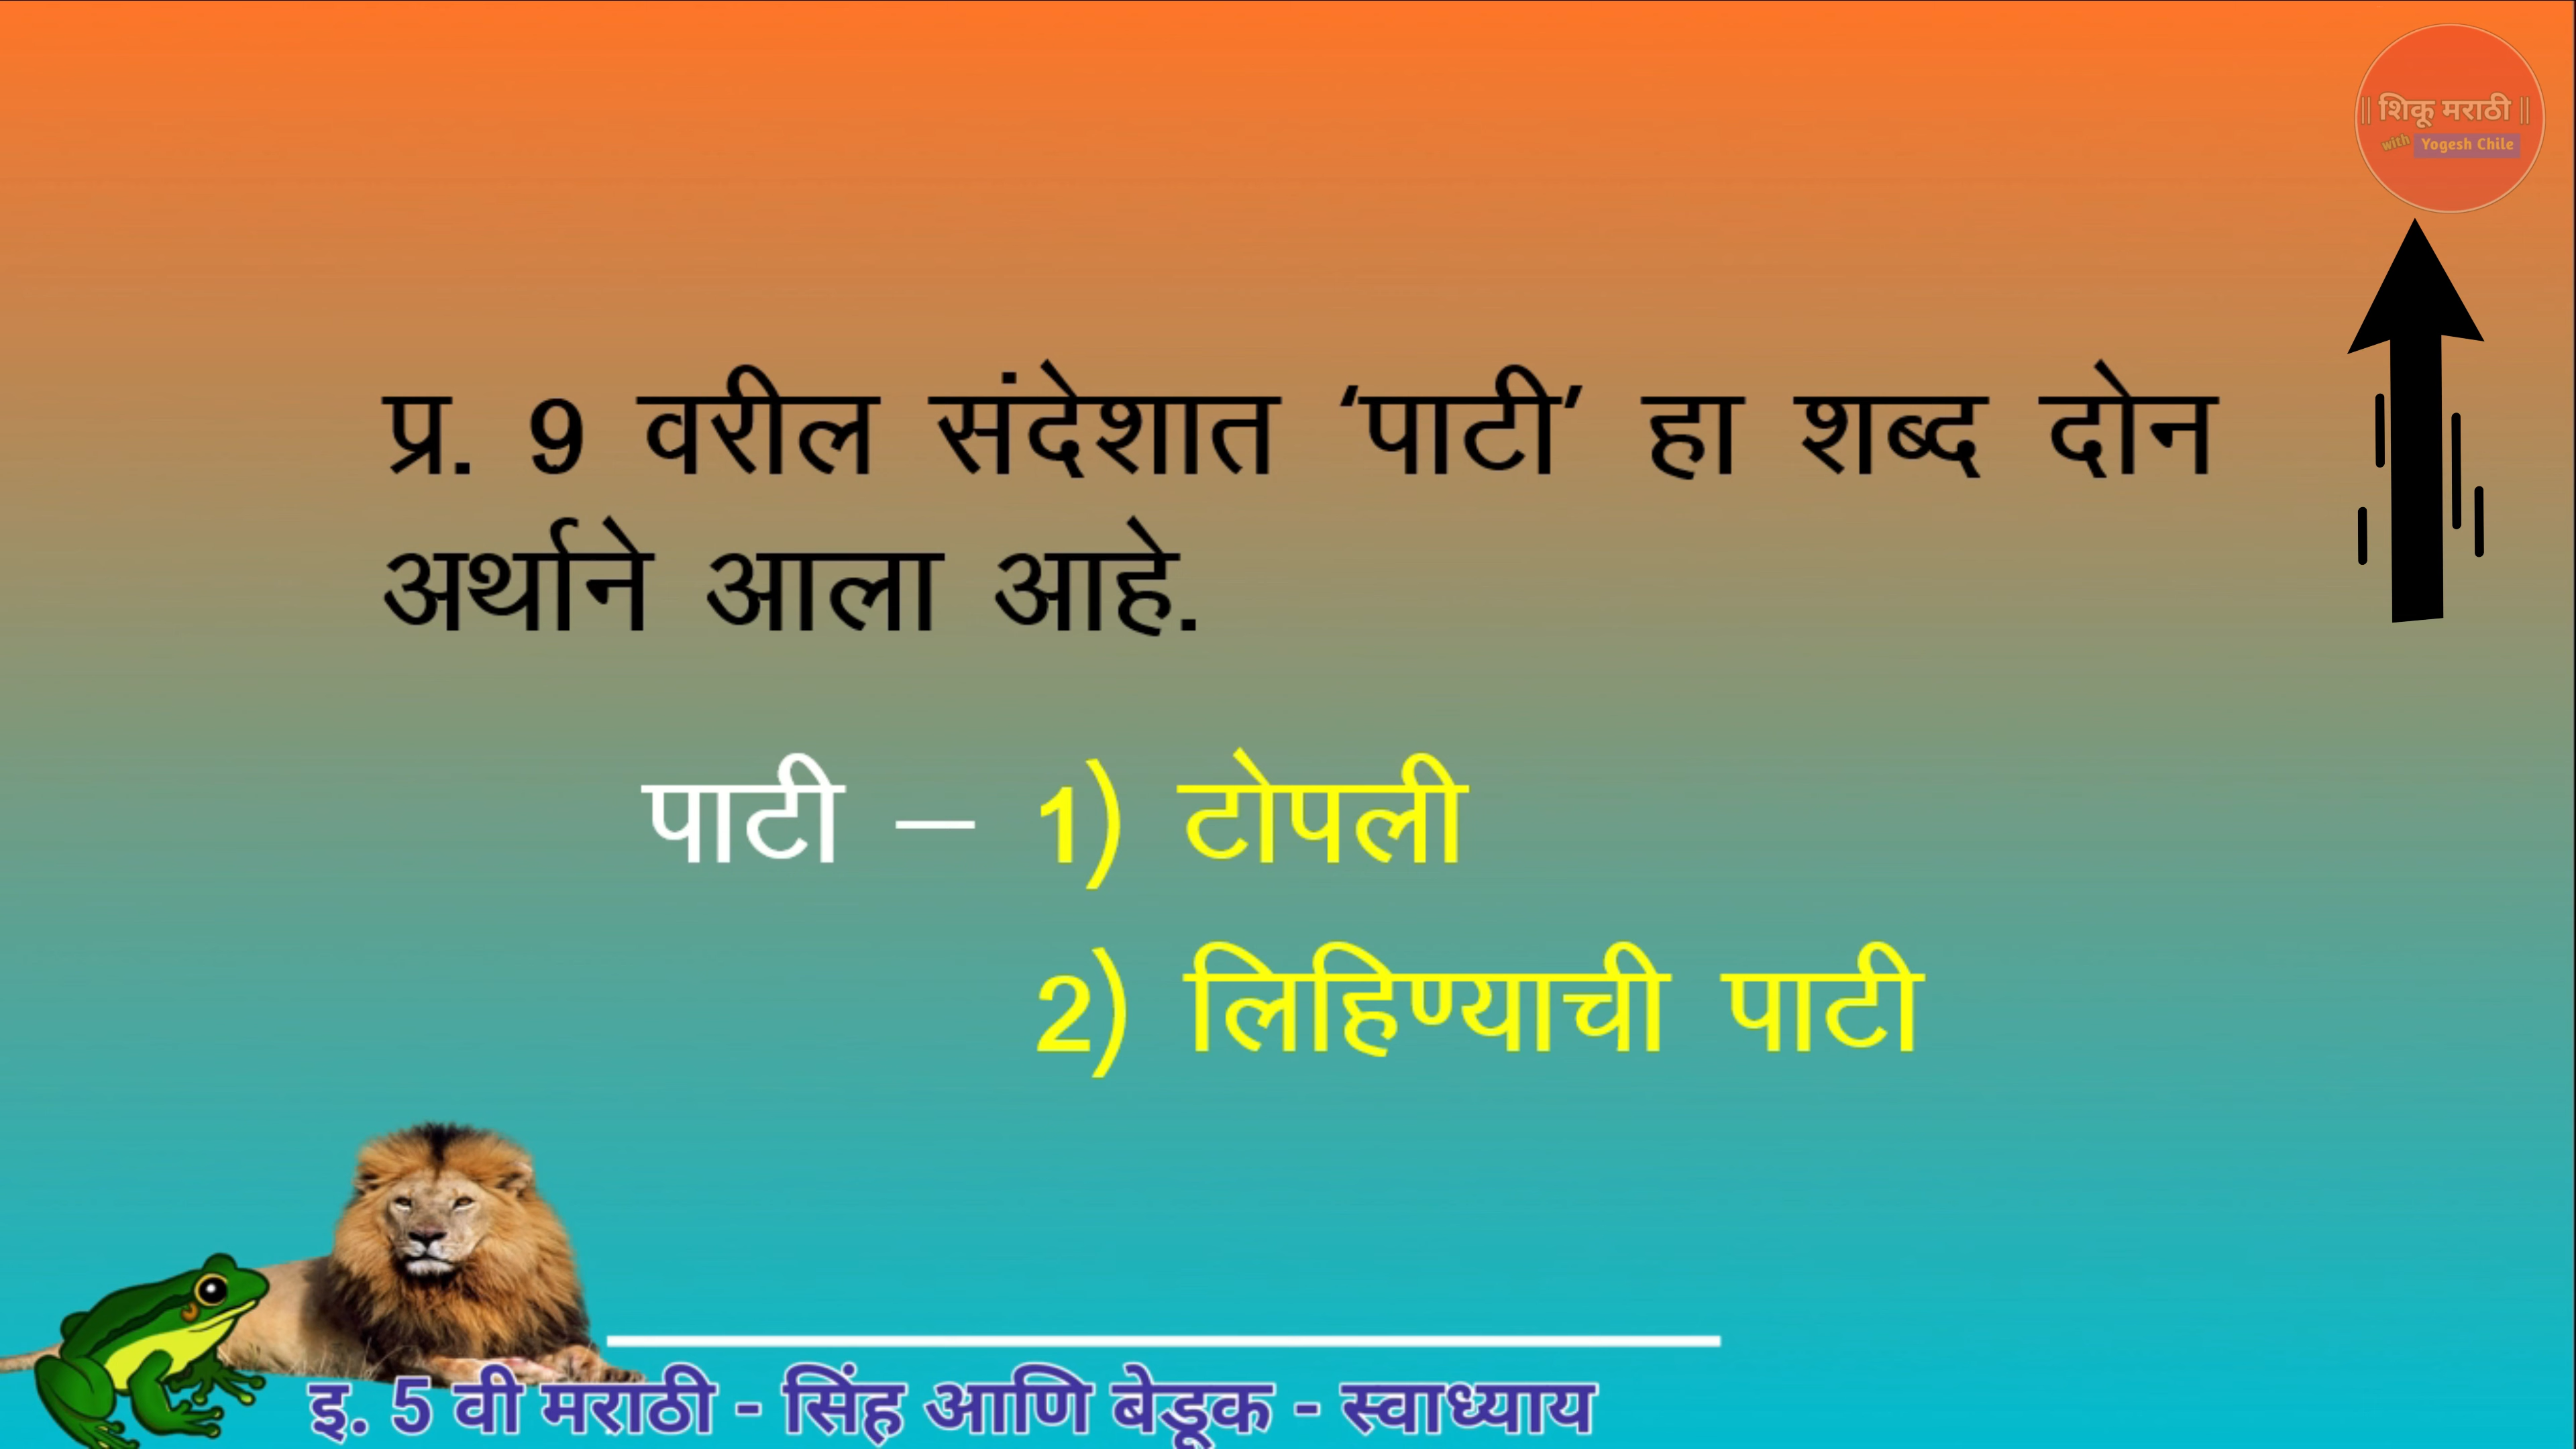 || शिकू मराठी ||
with Yogesh Chile
प्र. 9 वरील संदेशात ‘पाटी’ हा शब्द दोन
अर्थाने आला आहे.
पाटी – 1) टोपली
2) लिहिण्याची पाटी
इ. 5 वी मराठी - सिंह आणि बेडूक - स्वाध्याय